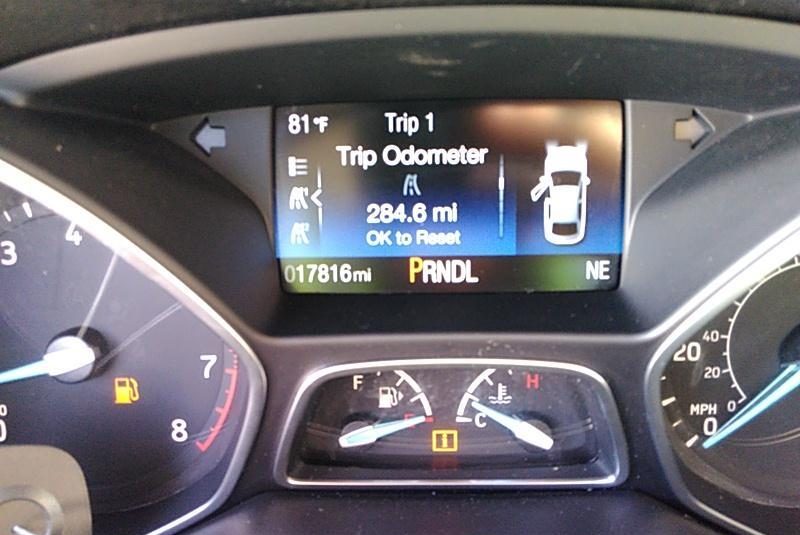 81°F Trip 1
Trip Odometer
284.6 mi
OK to Reset
017816mi PRNDL NE
3
4
7
8
F
E
H
C
40
20
20
MPH 0
0